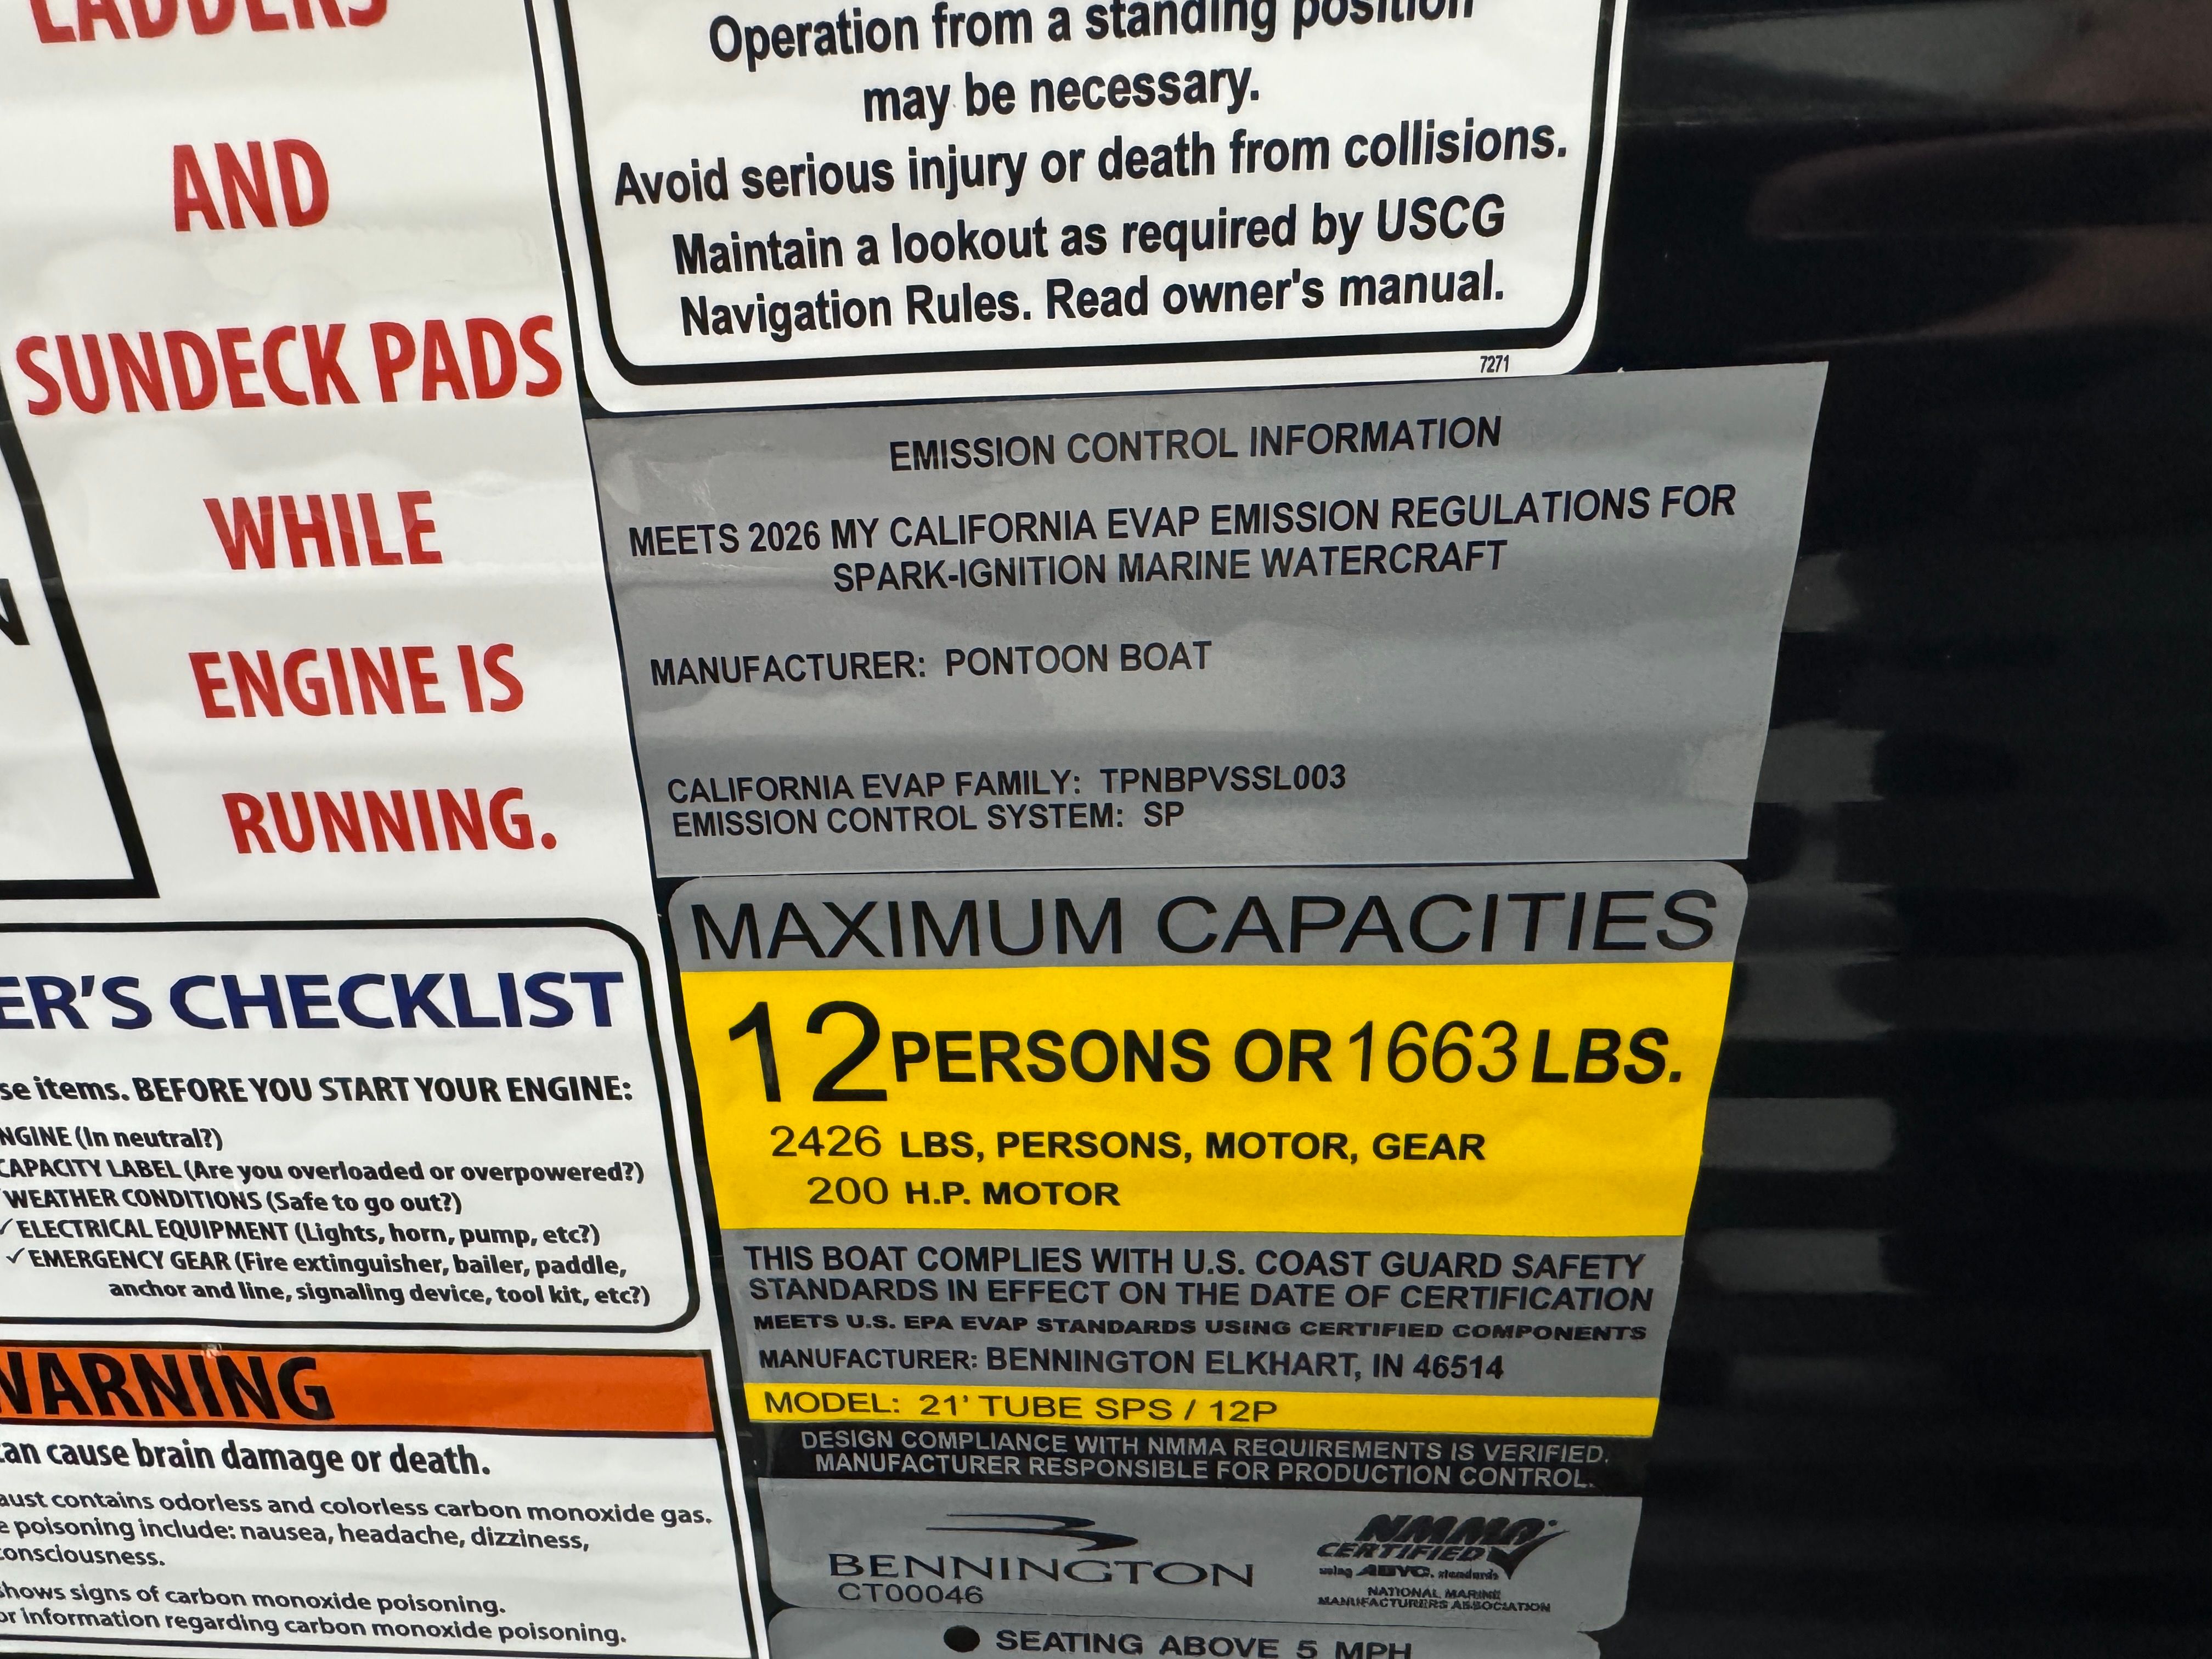 LADDERS
AND
SUNDECK PADS
WHILE
ENGINE IS
RUNNING.
Operation from a standing position
may be necessary.
Avoid serious injury or death from collisions.
Maintain a lookout as required by USCG
Navigation Rules. Read owner's manual.
7271
EMISSION CONTROL INFORMATION
MEETS 2026 MY CALIFORNIA EVAP EMISSION REGULATIONS FOR
SPARK-IGNITION MARINE WATERCRAFT
MANUFACTURER: PONTOON BOAT
CALIFORNIA EVAP FAMILY: TPNBPVSSL003
EMISSION CONTROL SYSTEM: SP
ER'S CHECKLIST
se items. BEFORE YOU START YOUR ENGINE:
NGINE (In neutral?)
CAPACITY LABEL (Are you overloaded or overpowered?)
WEATHER CONDITIONS (Safe to go out?)
✓ELECTRICAL EQUIPMENT (Lights, horn, pump, etc?)
✓EMERGENCY GEAR (Fire extinguisher, bailer, paddle,
anchor and line, signaling device, tool kit, etc?)
WARNING
can cause brain damage or death.
aust contains odorless and colorless carbon monoxide gas.
e poisoning include: nausea, headache, dizziness,
onsciousness.
shows signs of carbon monoxide poisoning.
or information regarding carbon monoxide poisoning.
MAXIMUM CAPACITIES
12 PERSONS OR 1663 LBS.
2426 LBS, PERSONS, MOTOR, GEAR
200 H.P. MOTOR
THIS BOAT COMPLIES WITH U.S. COAST GUARD SAFETY
STANDARDS IN EFFECT ON THE DATE OF CERTIFICATION
MEETS U.S. EPA EVAP STANDARDS USING CERTIFIED COMPONENTS
MANUFACTURER: BENNINGTON ELKHART, IN 46514
MODEL: 21' TUBE SPS / 12P
DESIGN COMPLIANCE WITH NMMA REQUIREMENTS IS VERIFIED.
MANUFACTURER RESPONSIBLE FOR PRODUCTION CONTROL.
BENNINGTON
CT00046
NMMA
CERTIFIED
using ABYC. standards
NATIONAL MARINE
MANUFACTURERS ASSOCIATION
● SEATING ABOVE 5 MPH